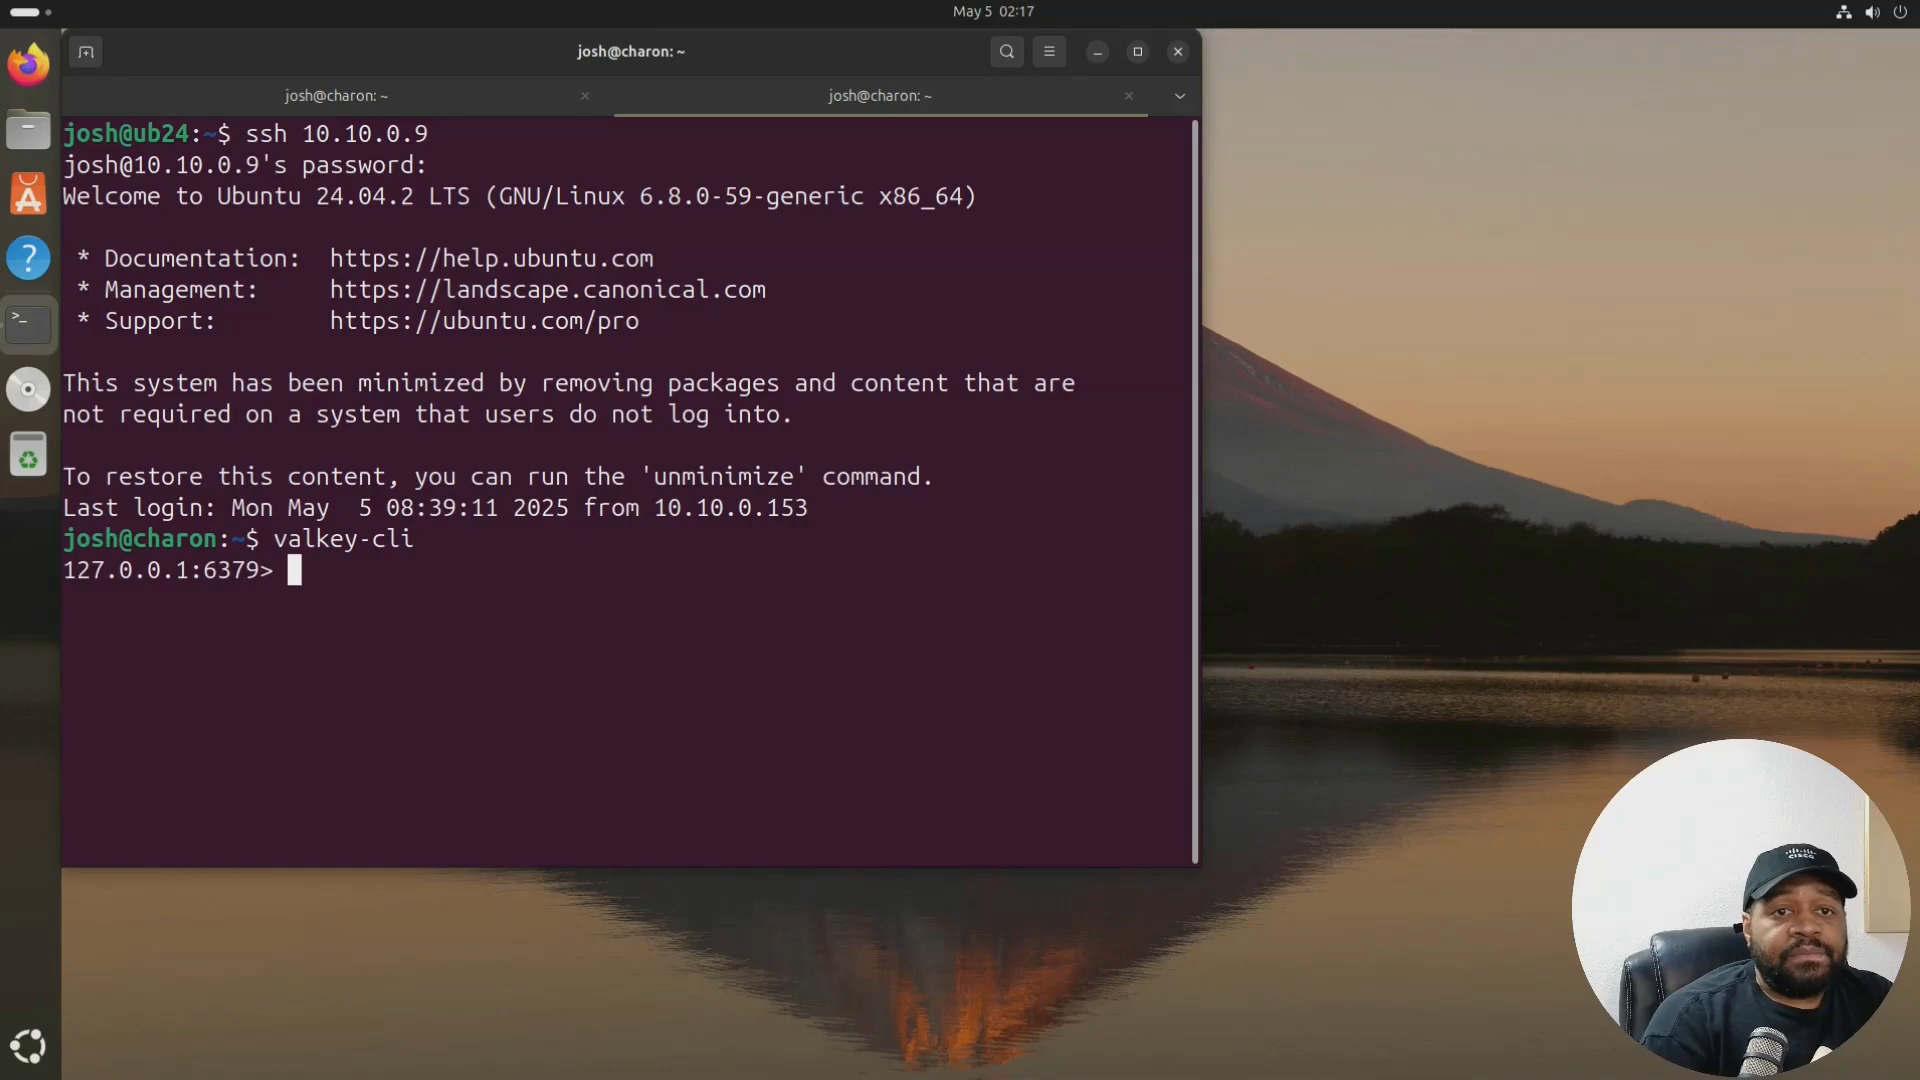 May 5 02:17
josh@charon: ~
josh@charon: ~
josh@charon: ~
josh@ub24:~$ ssh 10.10.0.9
josh@10.10.0.9's password:
Welcome to Ubuntu 24.04.2 LTS (GNU/Linux 6.8.0-59-generic x86_64)
* Documentation: https://help.ubuntu.com
* Management: https://landscape.canonical.com
* Support: https://ubuntu.com/pro
This system has been minimized by removing packages and content that are
not required on a system that users do not log into.
To restore this content, you can run the 'unminimize' command.
Last login: Mon May 5 08:39:11 2025 from 10.10.0.153
josh@charon:~$ valkey-cli
127.0.0.1:6379>
CISCO